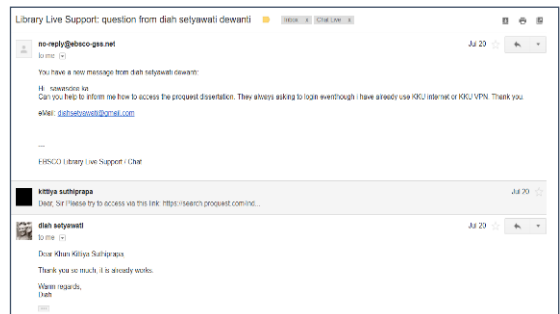 Library Live Support: question from diah setyawati dewanti
Inbox x Chat Live x
no-reply@ebsco-gss.net
Jul 20
to me
You have a new message from diah setyawati dewanti:
Hi.. sawasdee ka
Can you help to inform me how to access the proquest dissertation. They always asking to login eventhough i have already use KKU internet or KKU VPN. Thank you
eMail: diahsetyawati@gmail.com
---
EBSCO Library Live Support / Chat
kittiya suthiprapa
Jul 20
Dear, Sir Please try to access via this link: https://search.proquest.com/ind...
diah setyawati
Jul 20
to me
Dear Khun Kittiya Suthiprapa
Thank you so much, it is already works.
Warm regards,
Diah